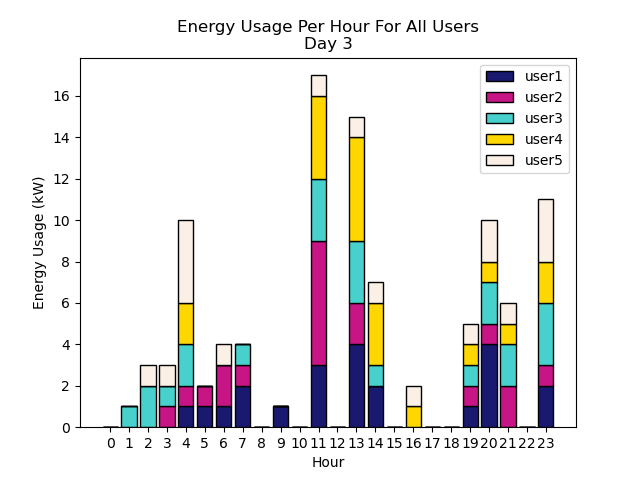 Energy Usage Per Hour For All Users
Day 3
user1
user2
user3
user4
user5
Energy Usage (kW)
16
14
12
10
8
6
4
2
0
0 1 2 3 4 5 6 7 8 9 10 11 12 13 14 15 16 17 18 19 20 21 22 23
Hour